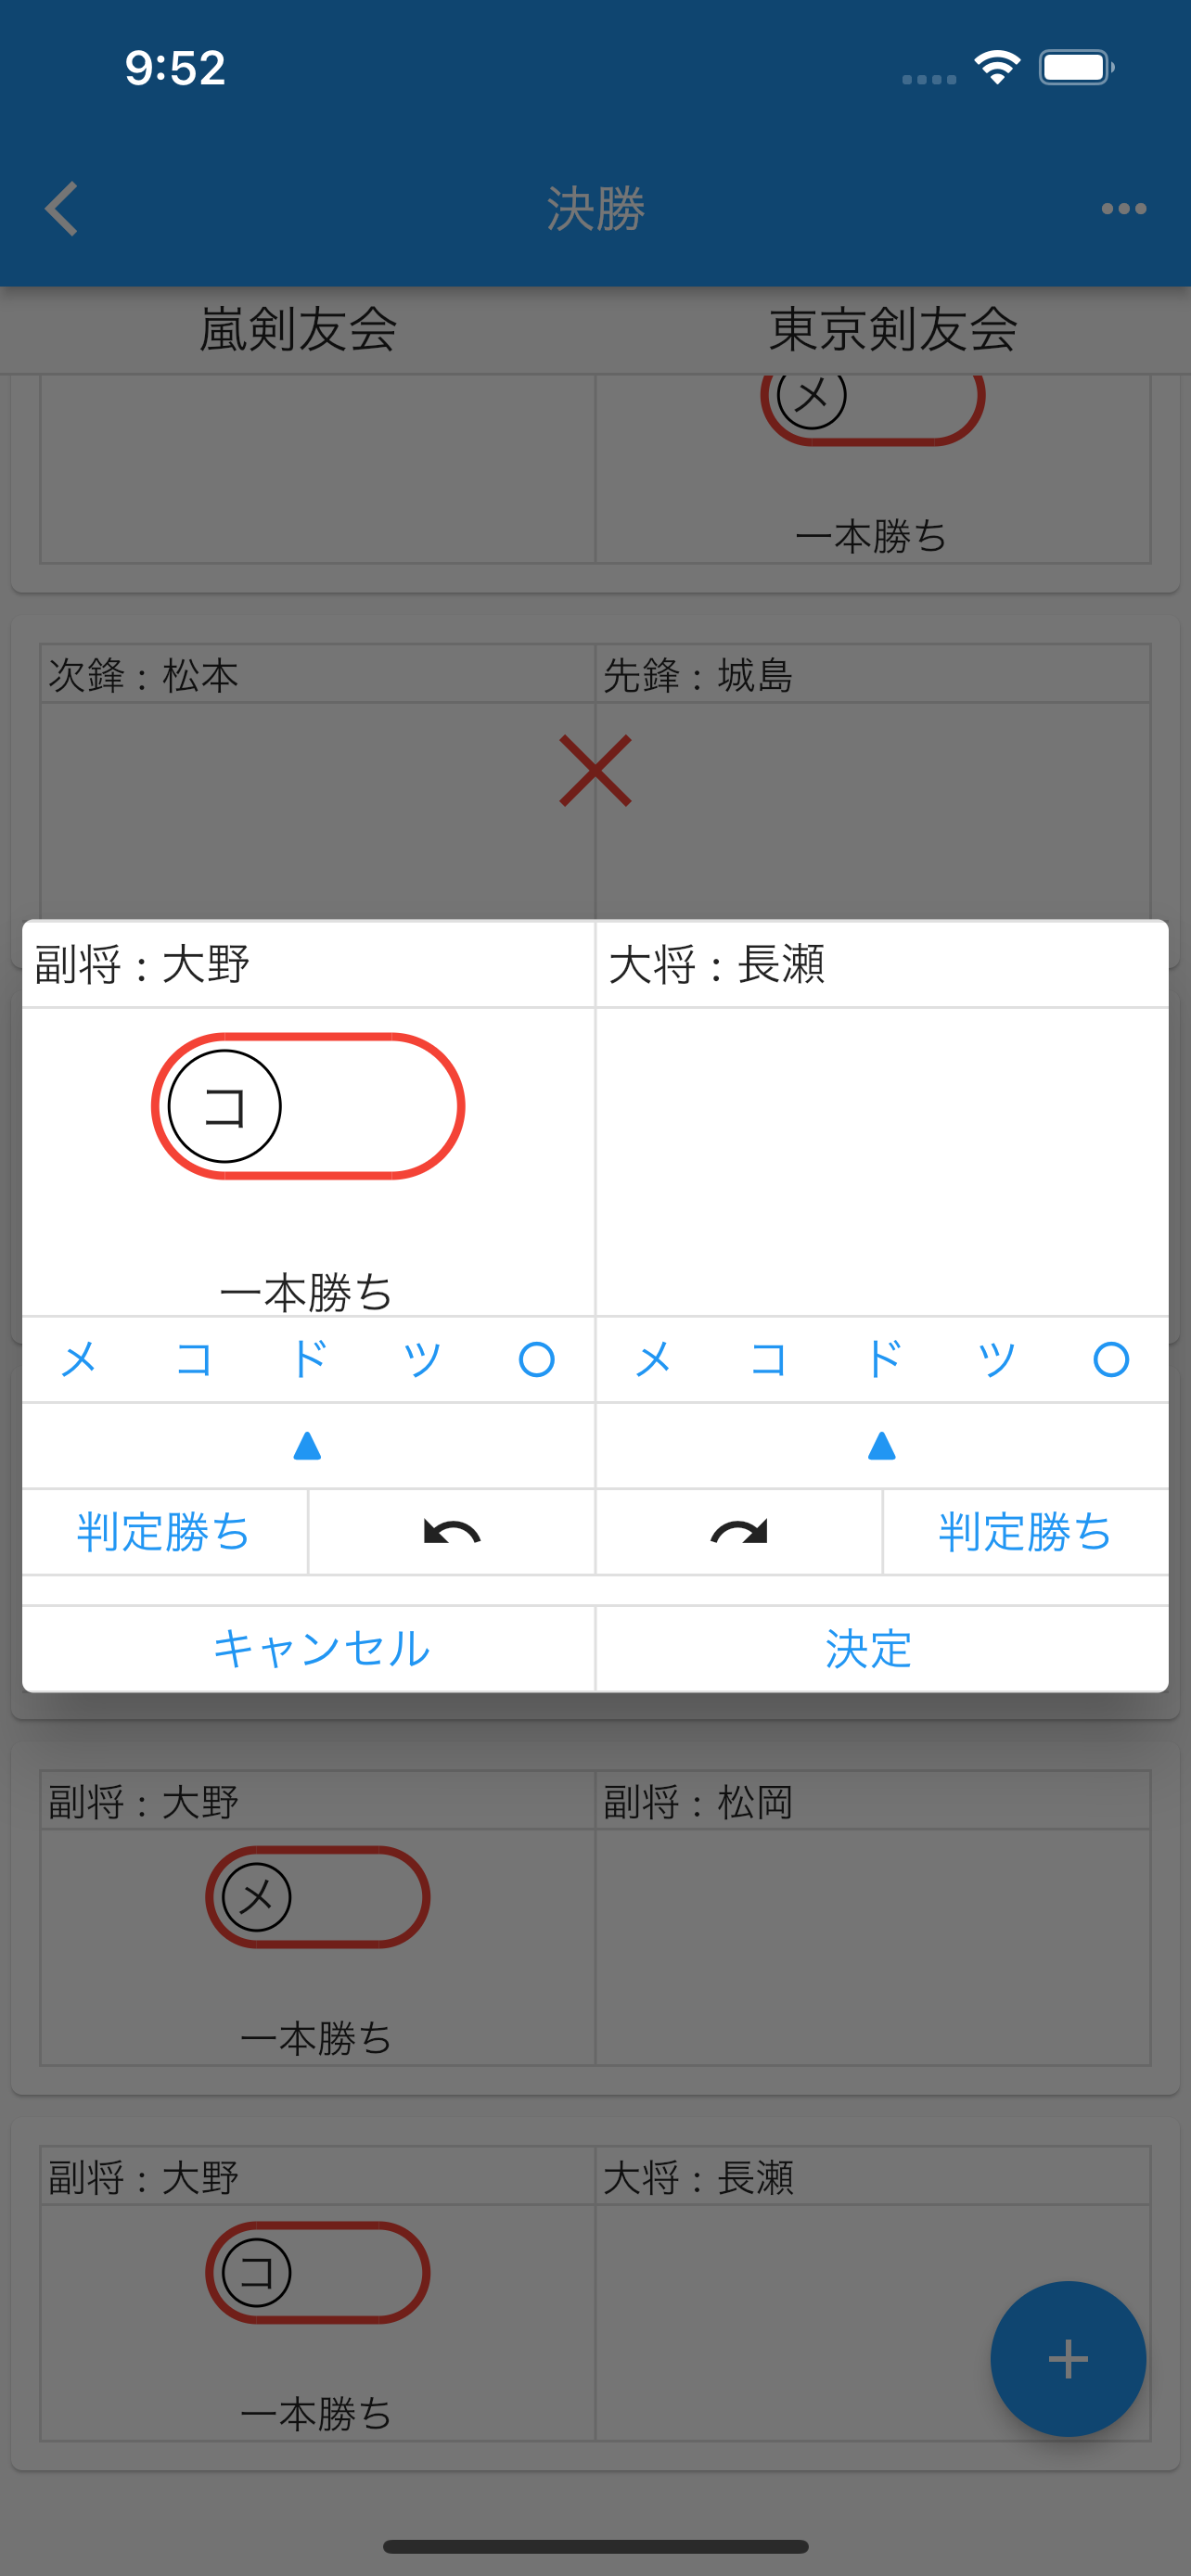 9:52
決勝
嵐剣友会 東京剣友会
メ
一本勝ち
次鋒：松本 先鋒：城島
副将：大野 大将：長瀬
コ
一本勝ち
メ コ ド ツ ○ メ コ ド ツ ○
▲ ▲
判定勝ち 判定勝ち
キャンセル 決定
副将：大野 副将：松岡
メ
一本勝ち
副将：大野 大将：長瀬
コ
一本勝ち